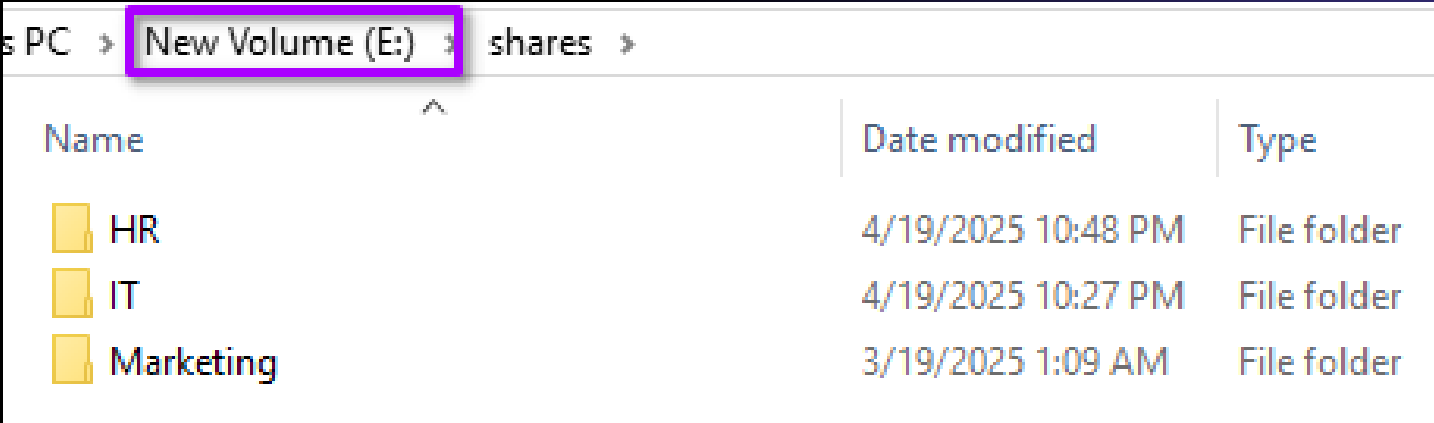 s PC > New Volume (E:) > shares >
Name Date modified Type
HR 4/19/2025 10:48 PM File folder
IT 4/19/2025 10:27 PM File folder
Marketing 3/19/2025 1:09 AM File folder